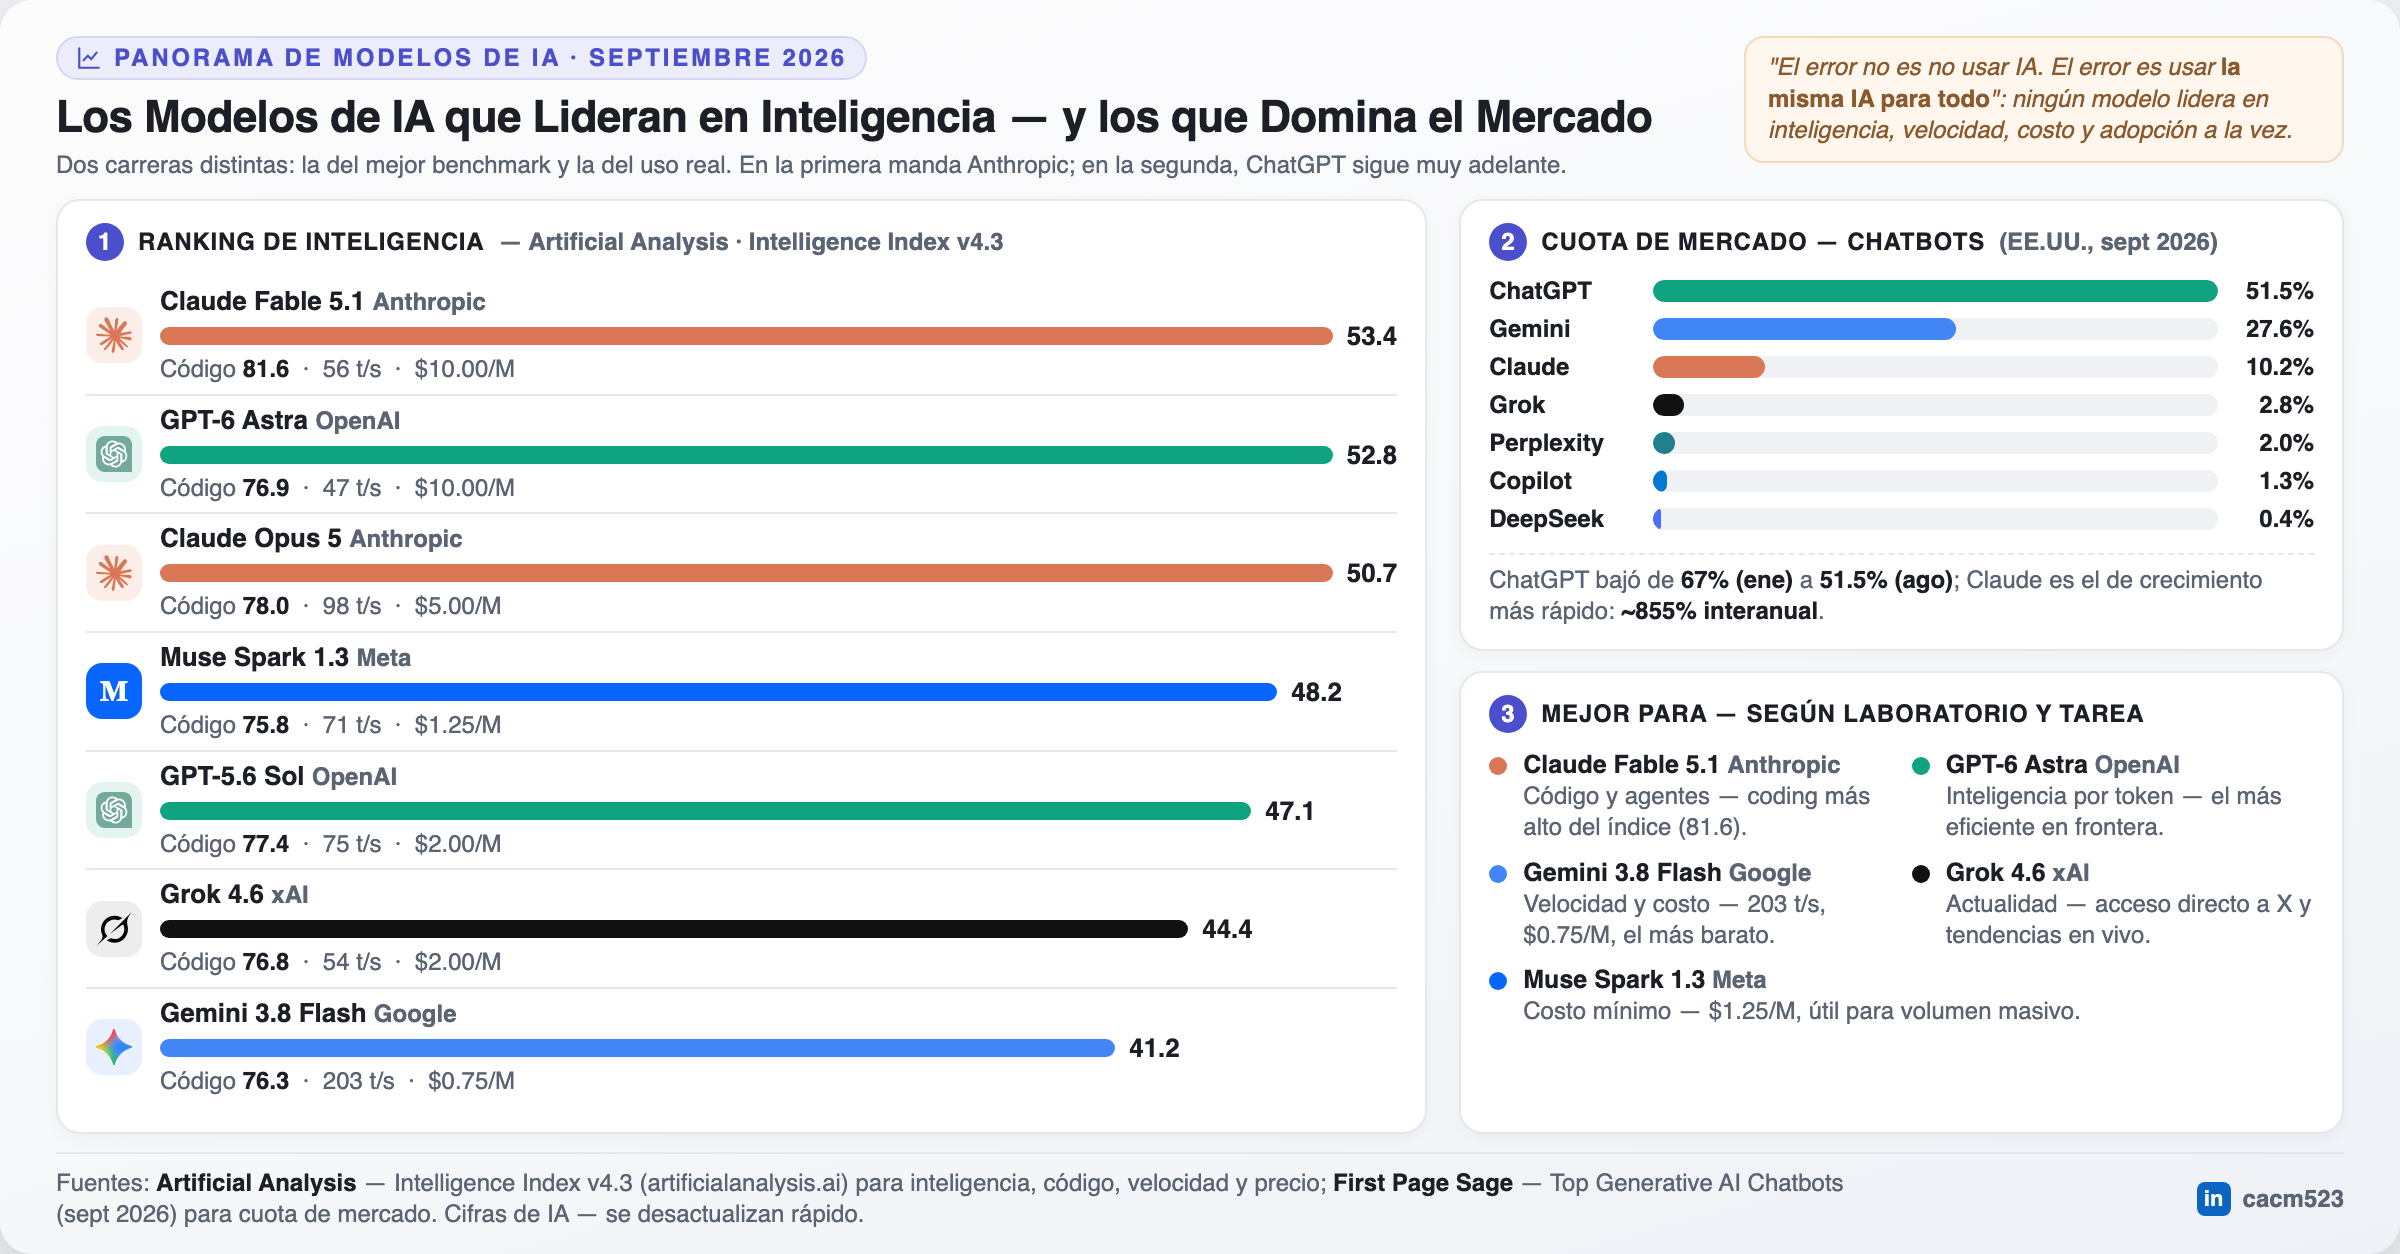 PANORAMA DE MODELOS DE IA · SEPTIEMBRE 2026
Los Modelos de IA que Lideran en Inteligencia — y los que Domina el Mercado
Dos carreras distintas: la del mejor benchmark y la del uso real. En la primera manda Anthropic; en la segunda, ChatGPT sigue muy adelante.
"El error no es no usar IA. El error es usar la
misma IA para todo": ningún modelo lidera en
inteligencia, velocidad, costo y adopción a la vez.
1 RANKING DE INTELIGENCIA — Artificial Analysis · Intelligence Index v4.3
Claude Fable 5.1 Anthropic
53.4
Código 81.6 · 56 t/s · $10.00/M
GPT-6 Astra OpenAI
52.8
Código 76.9 · 47 t/s · $10.00/M
Claude Opus 5 Anthropic
50.7
Código 78.0 · 98 t/s · $5.00/M
M
Muse Spark 1.3 Meta
48.2
Código 75.8 · 71 t/s · $1.25/M
GPT-5.6 Sol OpenAI
47.1
Código 77.4 · 75 t/s · $2.00/M
Grok 4.6 xAI
44.4
Código 76.8 · 54 t/s · $2.00/M
Gemini 3.8 Flash Google
41.2
Código 76.3 · 203 t/s · $0.75/M
2 CUOTA DE MERCADO — CHATBOTS (EE.UU., sept 2026)
ChatGPT 51.5%
Gemini 27.6%
Claude 10.2%
Grok 2.8%
Perplexity 2.0%
Copilot 1.3%
DeepSeek 0.4%
ChatGPT bajó de 67% (ene) a 51.5% (ago); Claude es el de crecimiento
más rápido: ~855% interanual.
3 MEJOR PARA — SEGÚN LABORATORIO Y TAREA
Claude Fable 5.1 Anthropic
Código y agentes — coding más
alto del índice (81.6).
GPT-6 Astra OpenAI
Inteligencia por token — el más
eficiente en frontera.
Gemini 3.8 Flash Google
Velocidad y costo — 203 t/s,
$0.75/M, el más barato.
Grok 4.6 xAI
Actualidad — acceso directo a X y
tendencias en vivo.
Muse Spark 1.3 Meta
Costo mínimo — $1.25/M, útil para volumen masivo.
Fuentes: Artificial Analysis — Intelligence Index v4.3 (artificialanalysis.ai) para inteligencia, código, velocidad y precio; First Page Sage — Top Generative AI Chatbots
(sept 2026) para cuota de mercado. Cifras de IA — se desactualizan rápido.
in cacm523